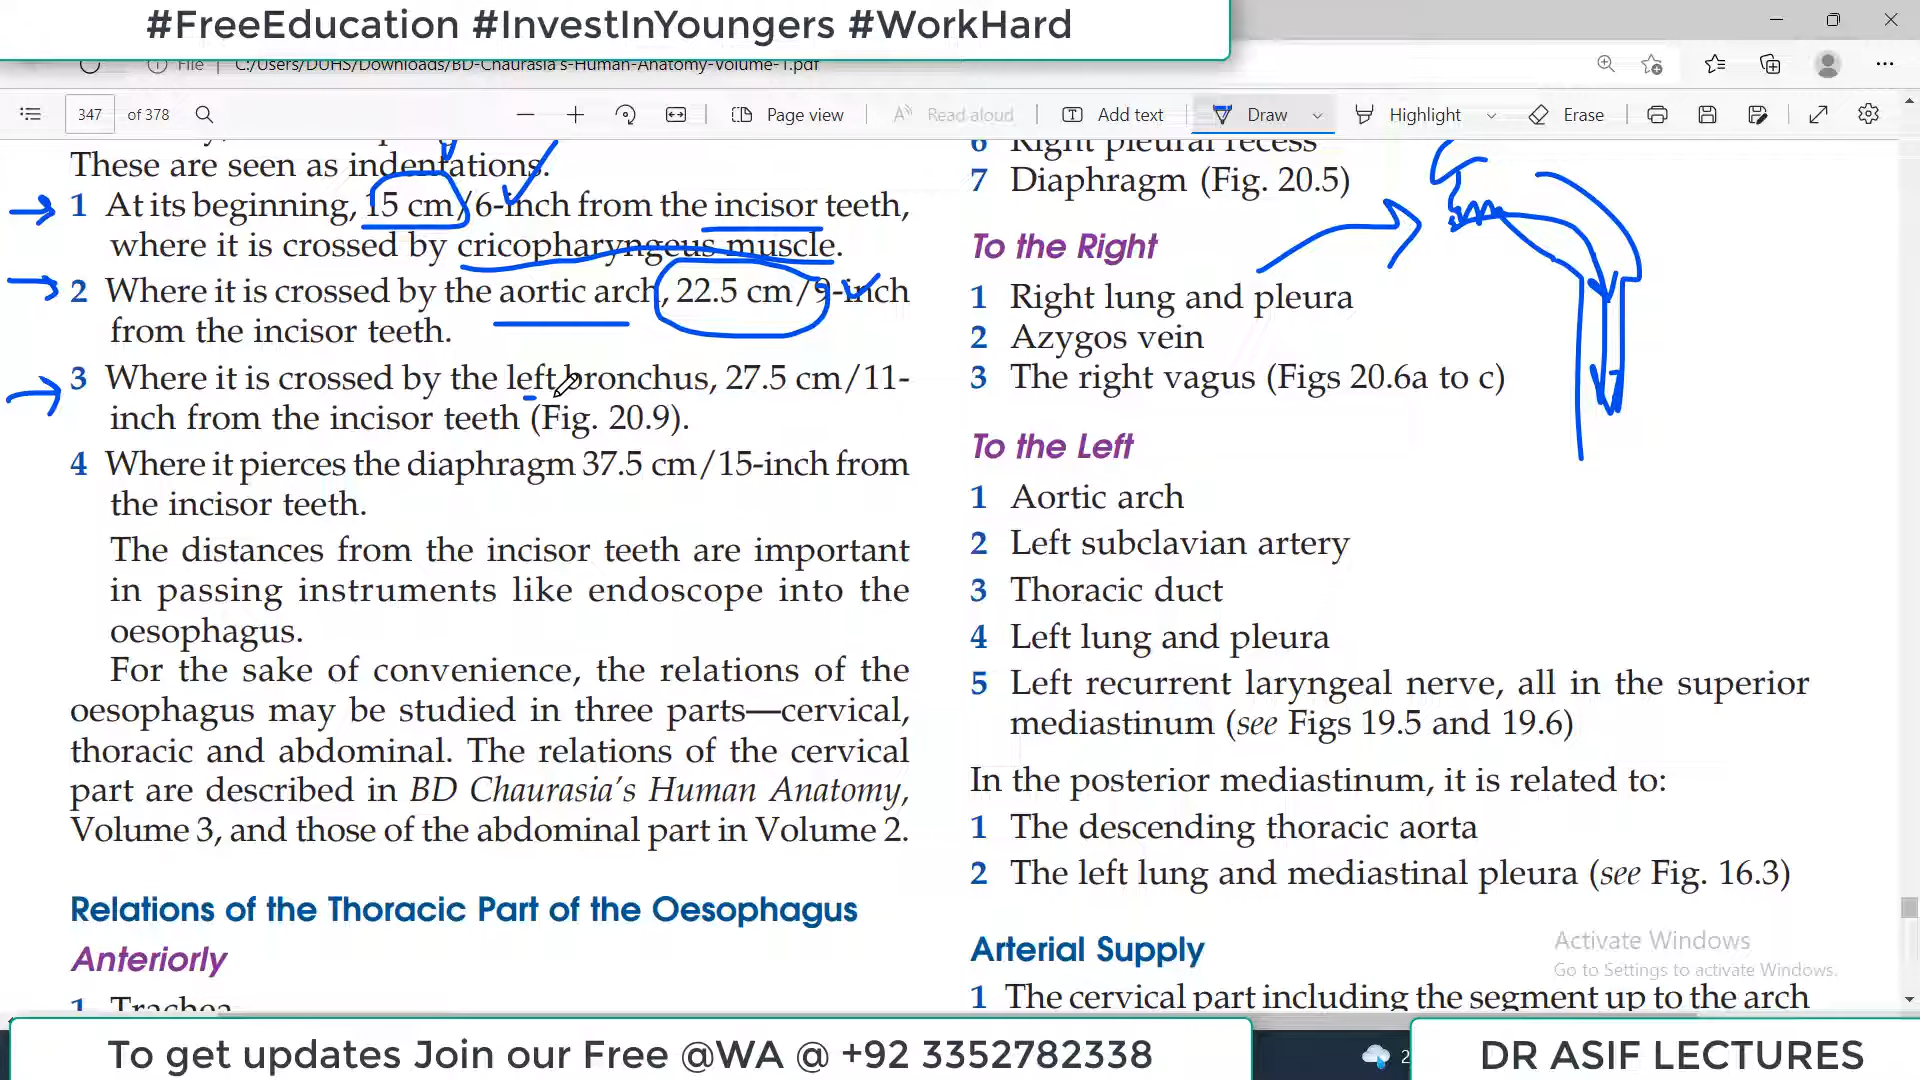 #FreeEducation #InvestInYoungers #WorkHard
File
C:/Users/DUHS/Downloads/BD-Chaurasia's-Human-Anatomy-Volume-1.pdf
347 of 378
Page view
Read aloud
Add text
Draw
Highlight
Erase
These are seen as indentations.
1 At its beginning, 15 cm/6-inch from the incisor teeth,
where it is crossed by cricopharyngeus muscle.
2 Where it is crossed by the aortic arch, 22.5 cm/9-inch
from the incisor teeth.
3 Where it is crossed by the left bronchus, 27.5 cm/11-
inch from the incisor teeth (Fig. 20.9).
4 Where it pierces the diaphragm 37.5 cm/15-inch from
the incisor teeth.
The distances from the incisor teeth are important
in passing instruments like endoscope into the
oesophagus.
For the sake of convenience, the relations of the
oesophagus may be studied in three parts—cervical,
thoracic and abdominal. The relations of the cervical
part are described in BD Chaurasia's Human Anatomy,
Volume 3, and those of the abdominal part in Volume 2.
Relations of the Thoracic Part of the Oesophagus
Anteriorly
1 Trachea
6 Right pleural recess
7 Diaphragm (Fig. 20.5)
To the Right
1 Right lung and pleura
2 Azygos vein
3 The right vagus (Figs 20.6a to c)
To the Left
1 Aortic arch
2 Left subclavian artery
3 Thoracic duct
4 Left lung and pleura
5 Left recurrent laryngeal nerve, all in the superior
mediastinum (see Figs 19.5 and 19.6)
In the posterior mediastinum, it is related to:
1 The descending thoracic aorta
2 The left lung and mediastinal pleura (see Fig. 16.3)
Arterial Supply
1 The cervical part including the segment up to the arch
Activate Windows
Go to Settings to activate Windows.
To get updates Join our Free @WA @ +92 3352782338
2
DR ASIF LECTURES